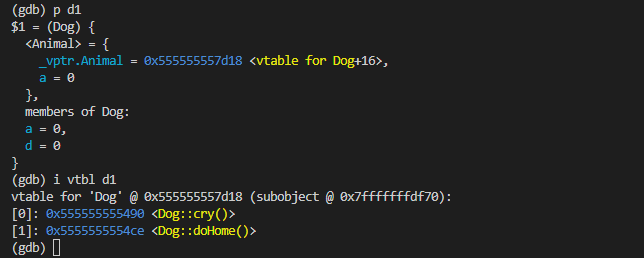 (gdb) p d1
$1 = (Dog) {
  <Animal> = {
    _vptr.Animal = 0x555555557d18 <vtable for Dog+16>,
    a = 0
  },
  members of Dog:
  a = 0,
  d = 0
}
(gdb) i vtbl d1
vtable for 'Dog' @ 0x555555557d18 (subobject @ 0x7fffffffdf70):
[0]: 0x555555555490 <Dog::cry()>
[1]: 0x5555555554ce <Dog::doHome()>
(gdb)